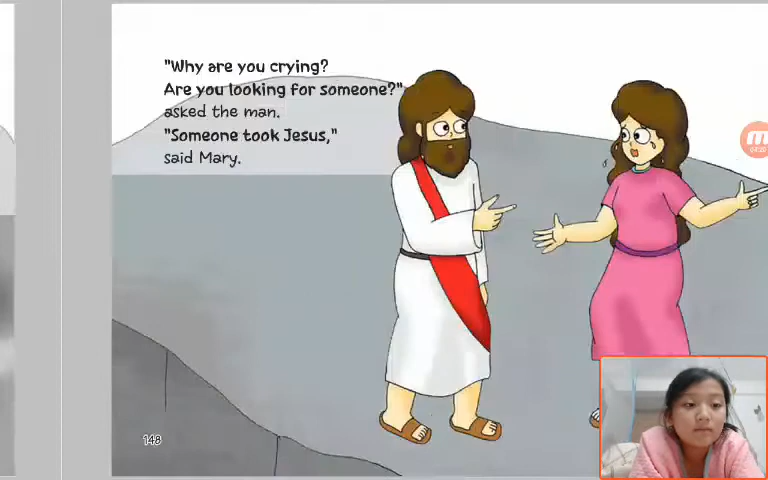 "Why are you crying?
Are you looking for someone?"
asked the man.
"Someone took Jesus,"
said Mary.
148